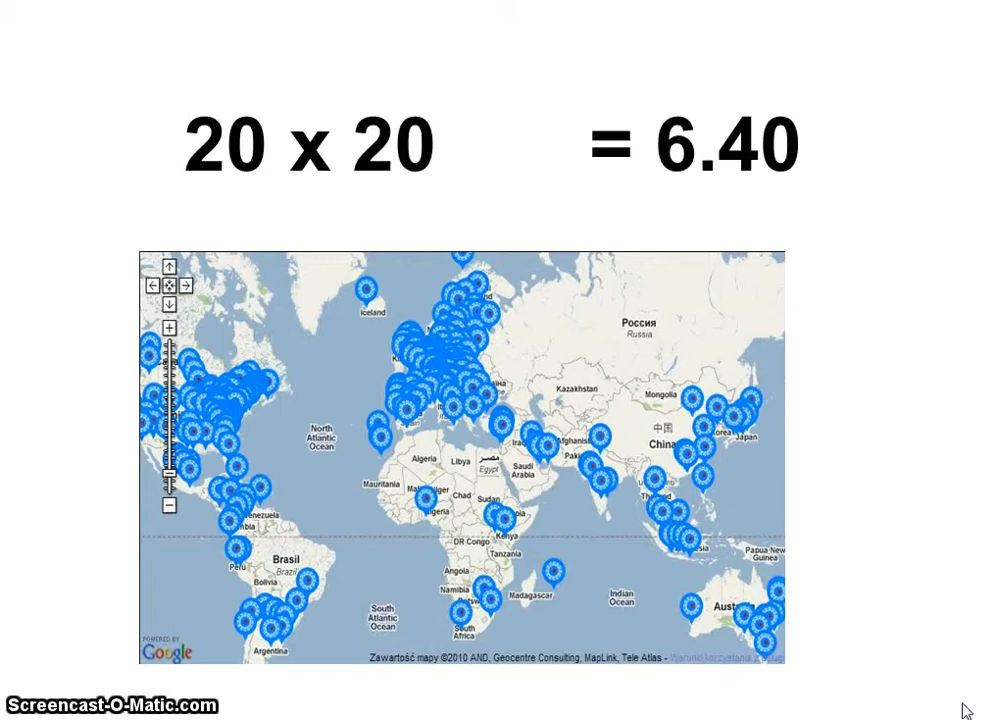 20 x 20 = 6.40
Iceland
Россия
Russia
Kazakhstan
Mongolia
中国
China
Japan
North
Atlantic
Ocean
Algeria
Libya
مصر
Egypt
Saudi
Arabia
Mauritania
Chad
Sudan
Kenya
DR Congo
Tanzania
Angola
Namibia
Madagascar
South
Africa
Brasil
Brazil
Peru
Bolivia
Argentina
South
Atlantic
Ocean
Indian
Ocean
Papua New
Guinea
POWERED BY
Google
Zawartość mapy ©2010 AND, Geocentre Consulting, MapLink, Tele Atlas -
Screencast-O-Matic.com